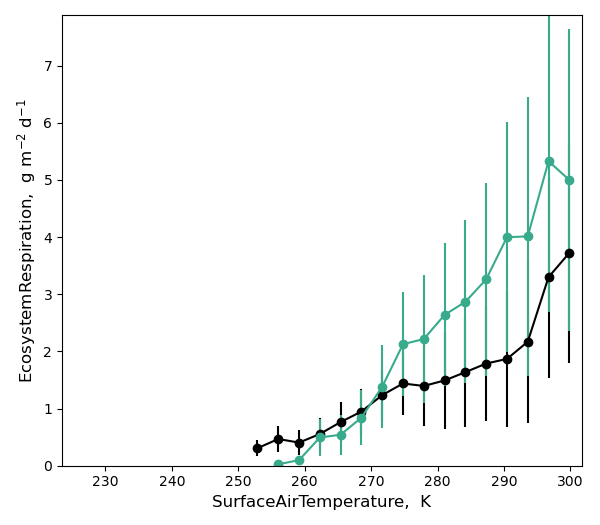 7
6
5
4
3
2
1
0
EcosystemRespiration,  g m⁻² d⁻¹
230 240 250 260 270 280 290 300
SurfaceAirTemperature,  K